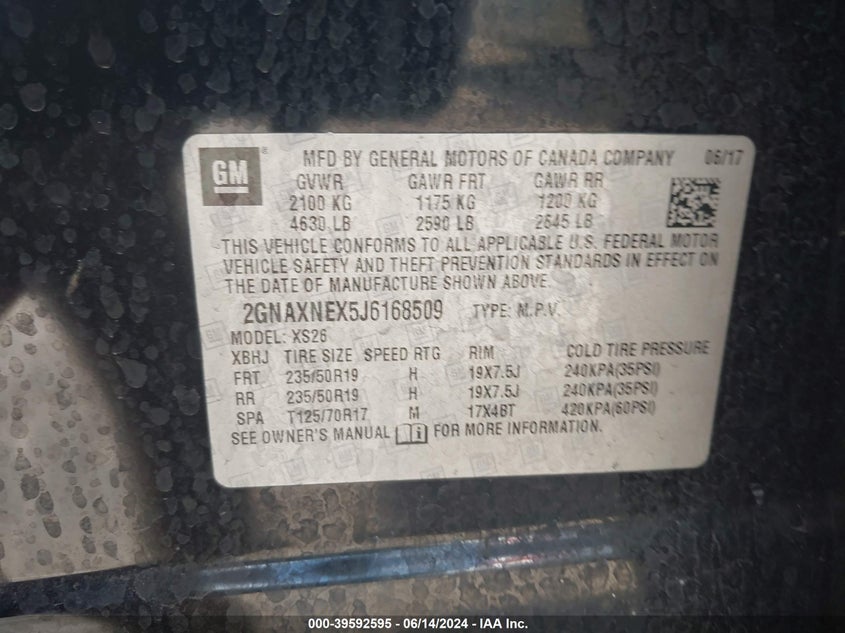 GM ® MFD BY GENERAL MOTORS OF CANADA COMPANY 06/17
GVWR GAWR FRT GAWR RR
2100 KG 1175 KG 1200 KG
4630 LB 2590 LB 2645 LB
THIS VEHICLE CONFORMS TO ALL APPLICABLE U.S. FEDERAL MOTOR
VEHICLE SAFETY AND THEFT PREVENTION STANDARDS IN EFFECT ON
THE DATE OF MANUFACTURE SHOWN ABOVE.
2GNAXNEX5J6168509 TYPE: M.P.V.
MODEL: XS26
XBHJ TIRE SIZE SPEED RTG RIM COLD TIRE PRESSURE
FRT 235/50R19 H 19X7.5J 240KPA(35PSI)
RR 235/50R19 H 19X7.5J 240KPA(35PSI)
SPA T125/70R17 M 17X4BT 420KPA(60PSI)
SEE OWNER'S MANUAL FOR MORE INFORMATION.
000-39592595 - 06/14/2024 - IAA Inc.